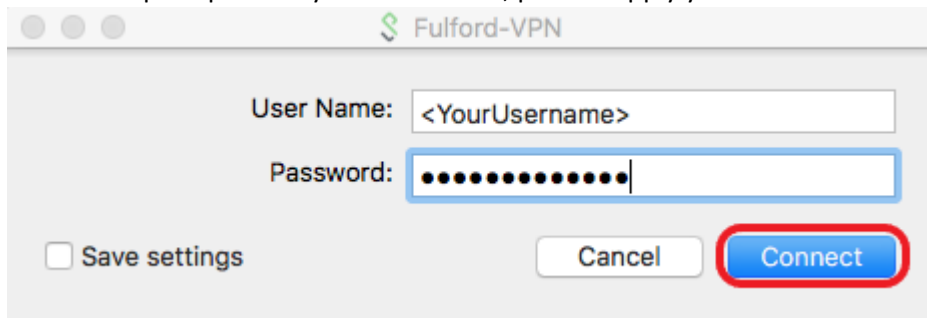 Fulford-VPN
User Name: <YourUsername>
Password: ●●●●●●●●●●●●●
Save settings Cancel Connect